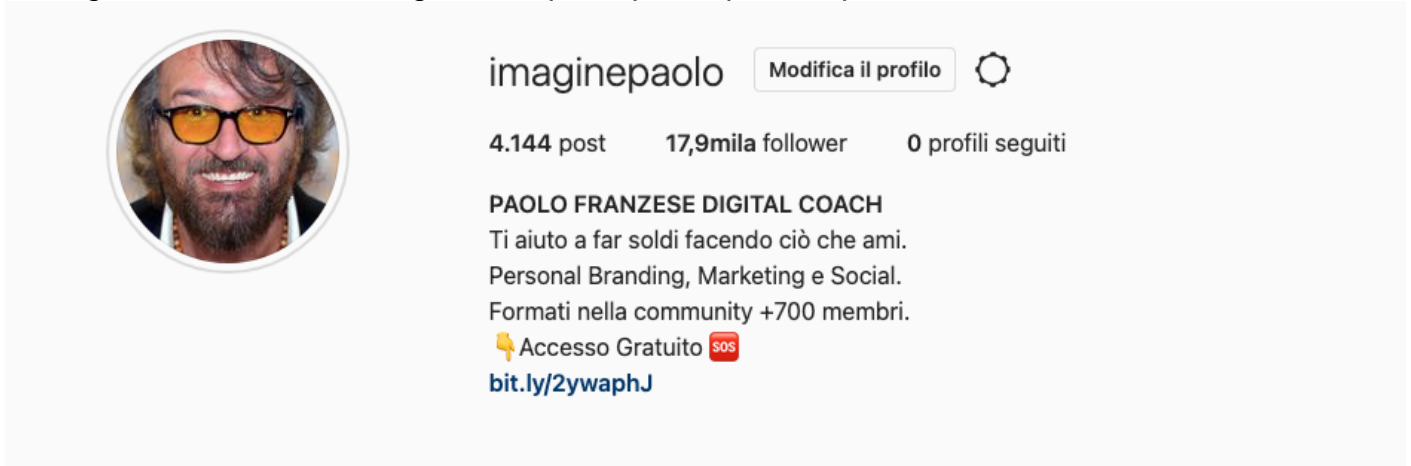 imaginepaolo Modifica il profilo
4.144 post 17,9mila follower 0 profili seguiti
PAOLO FRANZESE DIGITAL COACH
Ti aiuto a far soldi facendo ciò che ami.
Personal Branding, Marketing e Social.
Formati nella community +700 membri.
👇Accesso Gratuito 🆘
bit.ly/2ywaphJ